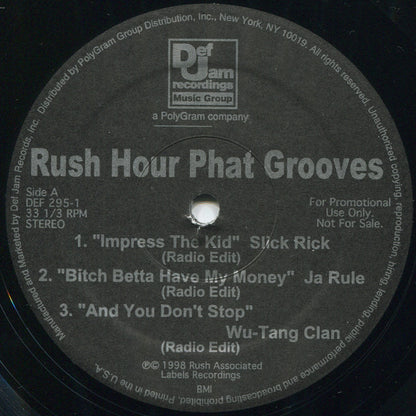 Manufactured and Marketed by Def Jam Records, Inc. Distributed by PolyGram Group Distribution, Inc., New York, NY 10019. All rights reserved. Unauthorized copying, reproduction, hiring, lending, public performance and broadcasting prohibited. Printed in the U.S.A.
Def
Jam
recordings
Music Group
a PolyGram company
Rush Hour Phat Grooves
Side A
DEF 295-1
33 1/3 RPM
STEREO
For Promotional
Use Only.
Not For Sale.
1. "Impress The Kid" Slick Rick
(Radio Edit)
2. "Bitch Betta Have My Money" Ja Rule
(Radio Edit)
3. "And You Don't Stop"
Wu-Tang Clan
(Radio Edit)
℗© 1998 Rush Associated
Labels Recordings
BMI